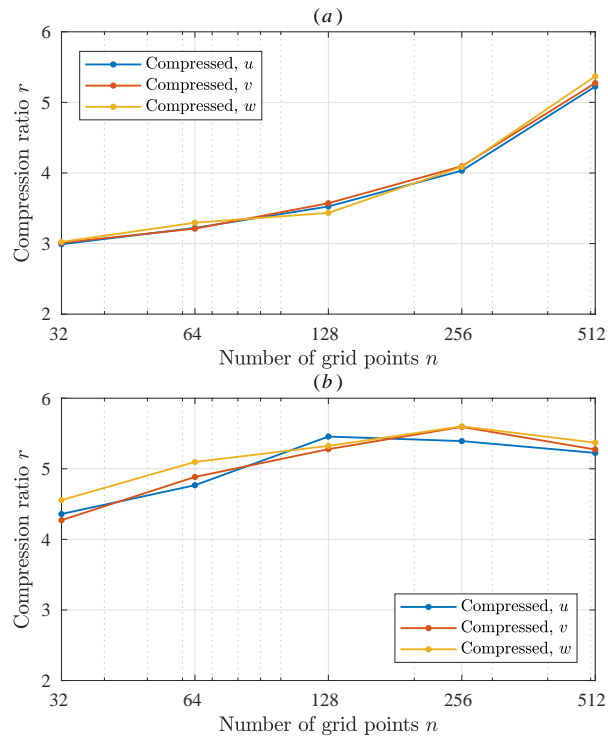 (a)
6
5
4
3
2
Compression ratio r
Compressed, u
Compressed, v
Compressed, w
32 64 128 256 512
Number of grid points n
(b)
6
5
4
3
2
Compression ratio r
Compressed, u
Compressed, v
Compressed, w
32 64 128 256 512
Number of grid points n